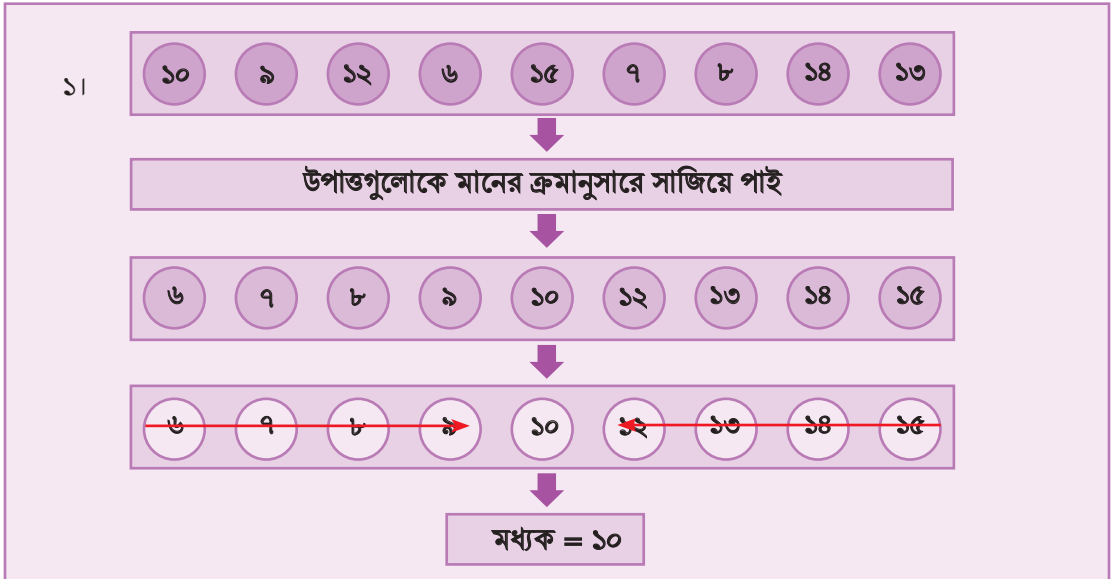 ১। ১০ ৯ ১২ ৬ ১৫ ৭ ৮ ১৪ ১৩
উপাত্তগুলোকে মানের ক্রমানুসারে সাজিয়ে পাই
৬ ৭ ৮ ৯ ১০ ১২ ১৩ ১৪ ১৫
৬ ৭ ৮ ৯ ১০ ১২ ১৩ ১৪ ১৫
মধ্যক = ১০